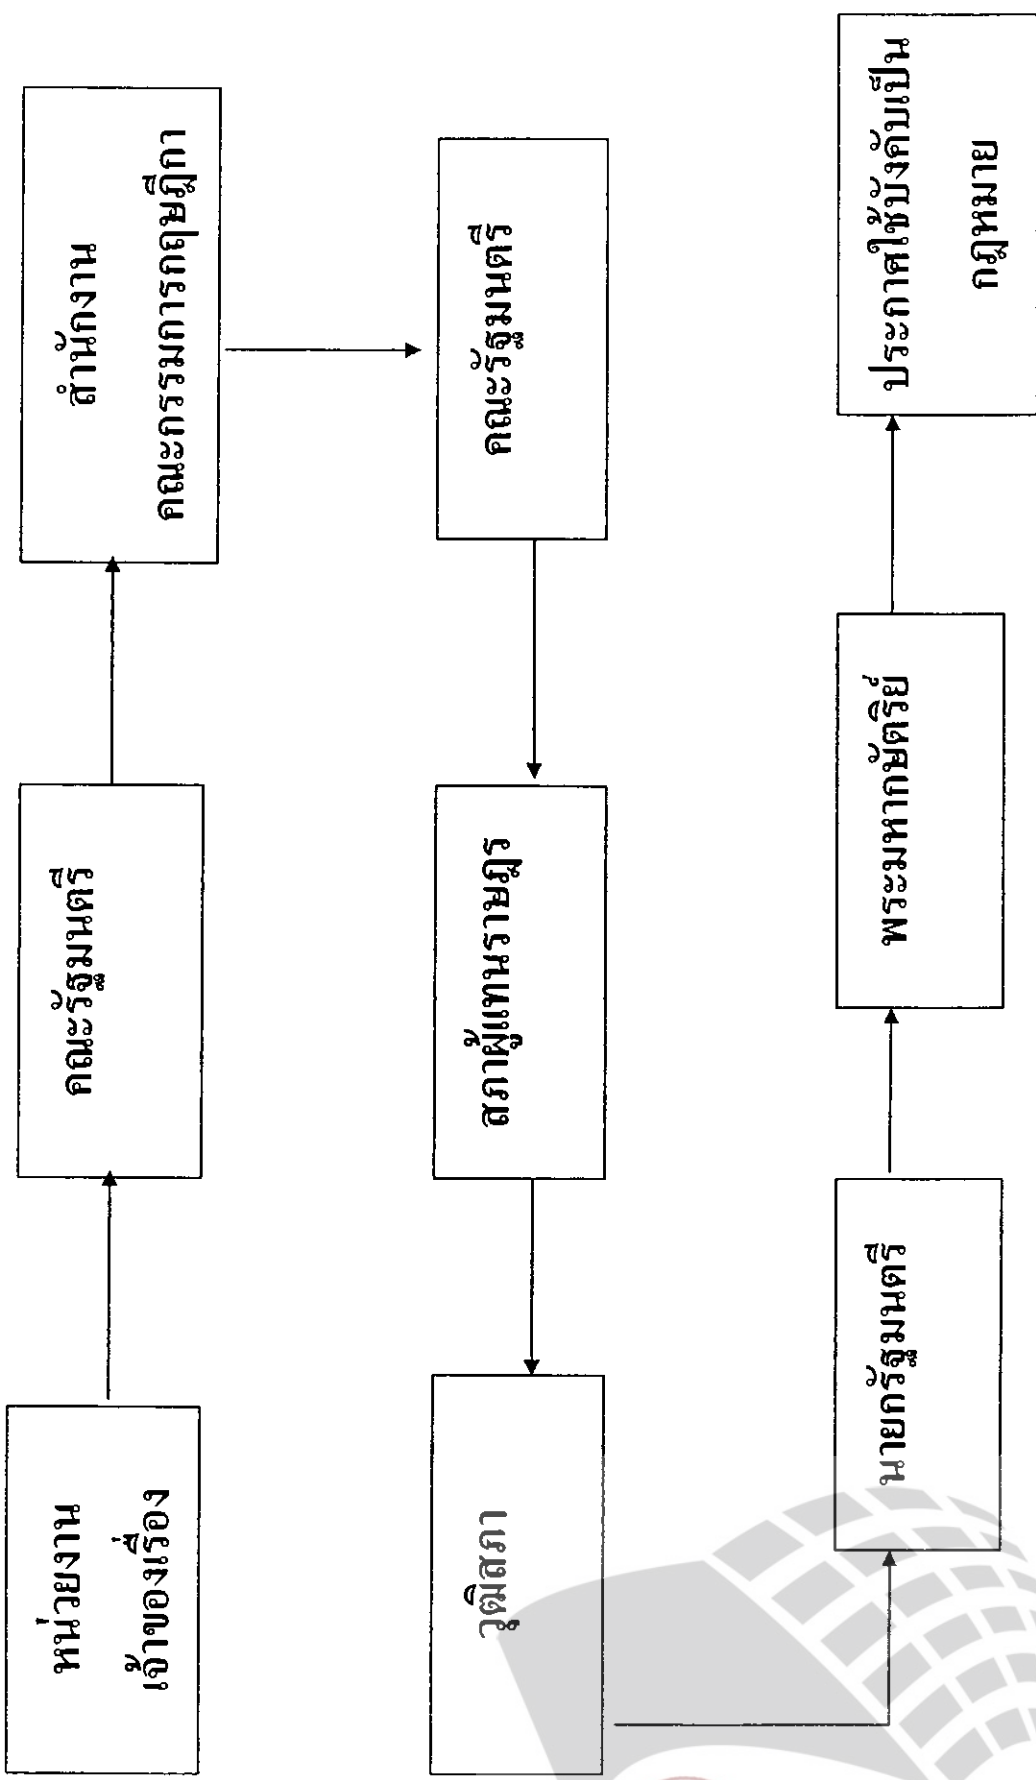 หน่วยงาน
เจ้าของเรื่อง
คณะรัฐมนตรี
สำนักงาน
คณะกรรมการกฤษฎีกา
คณะรัฐมนตรี
สภาผู้แทนราษฎร
วุฒิสภา
นายกรัฐมนตรี
พระมหากษัตริย์
ประกาศใช้บังคับเป็น
กฎหมาย